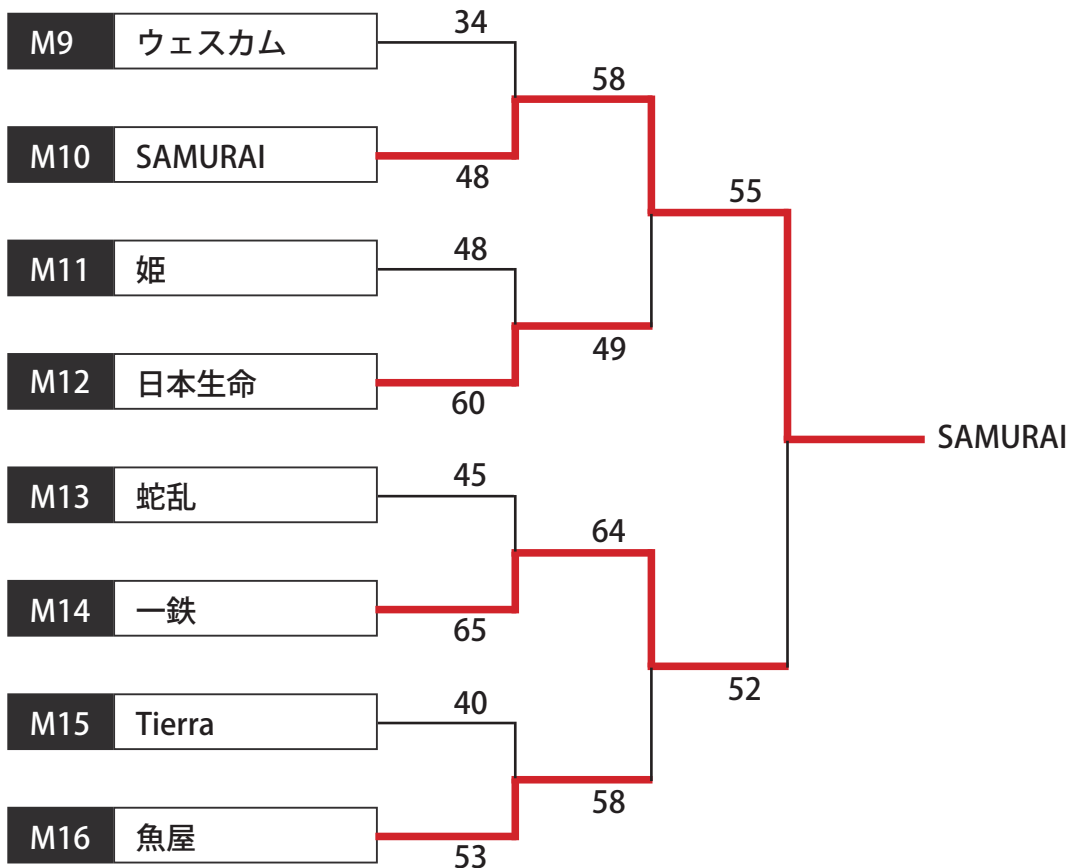 M9 ウェスカム 34
58
M10 SAMURAI 48
55
M11 姫 48
49
M12 日本生命 60
SAMURAI
M13 蛇乱 45
64
M14 一鉄 65
52
M15 Tierra 40
58
M16 魚屋 53